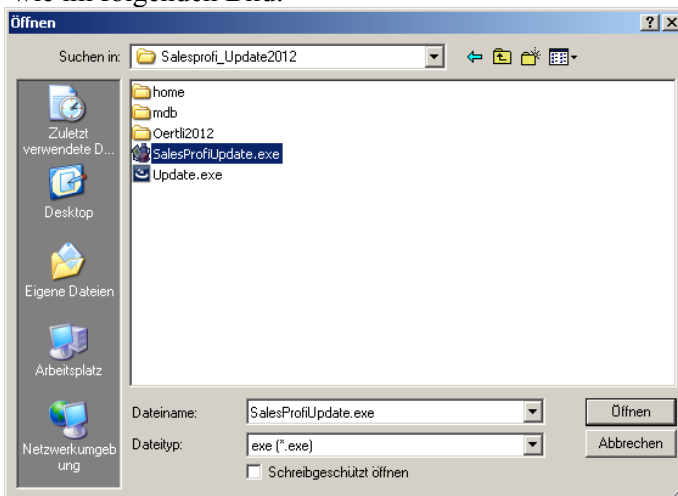 wie im folgenden Bild.
Öffnen
Suchen in:
Salesprofi_Update2012
Zuletzt
verwendete D...
Desktop
Eigene Dateien
Arbeitsplatz
Netzwerkumgeb
ung
home
mdb
Oertli2012
SalesProfiUpdate.exe
Update.exe
Dateiname:
SalesProfiUpdate.exe
Öffnen
Dateityp:
exe (*.exe)
Abbrechen
Schreibgeschützt öffnen